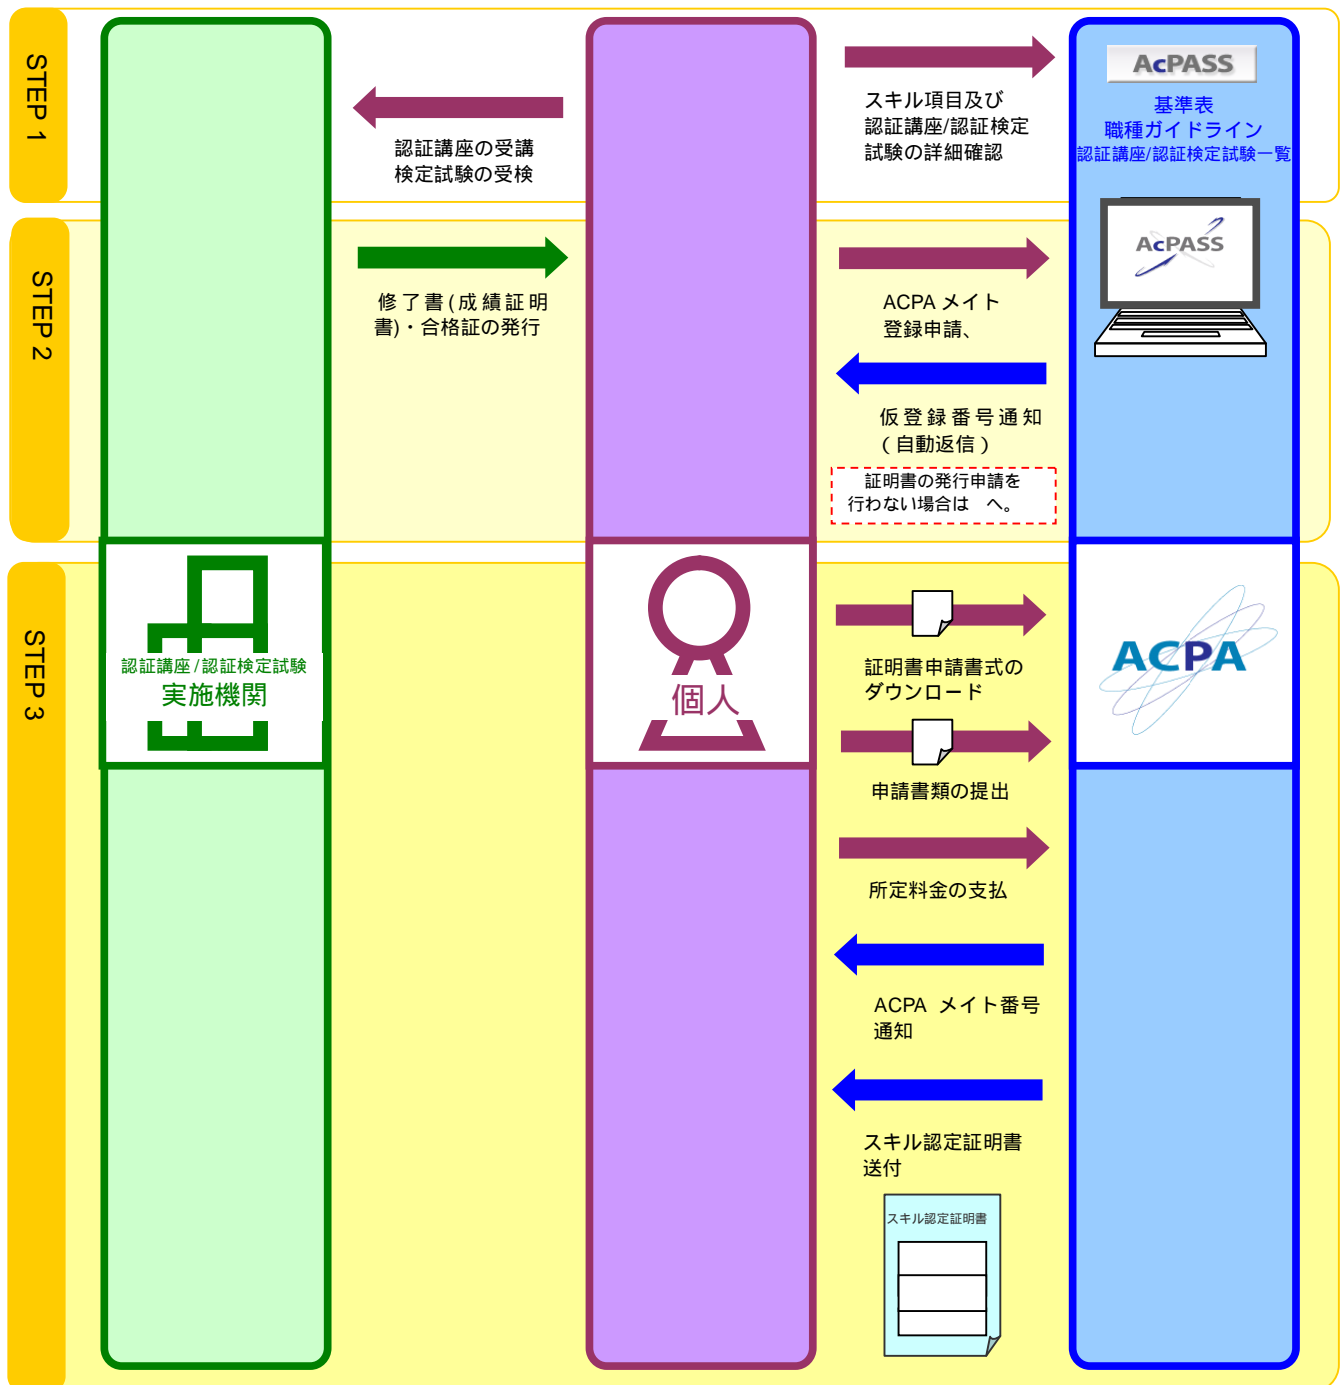 STEP 1
認証講座の受講
検定試験の受検
スキル項目及び
認証講座/認証検定
試験の詳細確認
AcPASS
基準表
職種ガイドライン
認証講座/認証検定試験一覧
AcPASS
STEP 2
修了書(成績証明
書)・合格証の発行
ACPA メイト
登録申請、
仮登録番号通知
(自動返信)
証明書の発行申請を
行わない場合は　へ。
STEP 3
認証講座/認証検定試験
実施機関
個人
ACPA
証明書申請書式の
ダウンロード
申請書類の提出
所定料金の支払
ACPA メイト番号
通知
スキル認定証明書
送付
スキル認定証明書